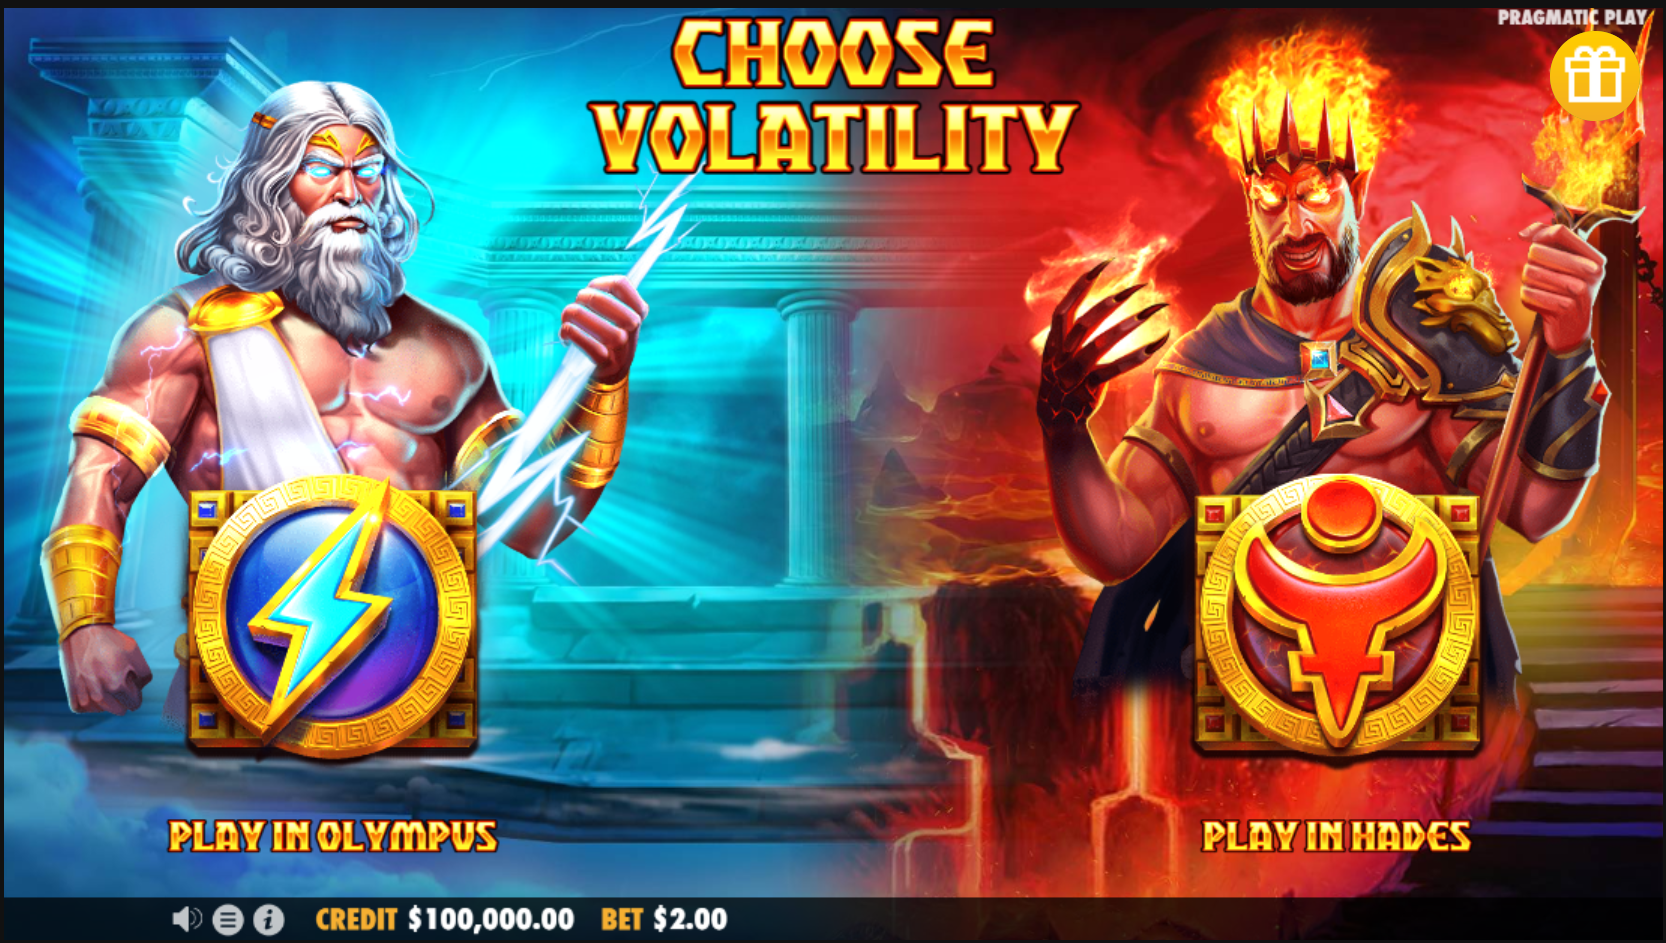 PRAGMATIC PLAY
CHOOSE
VOLATILITY
PLAY IN OLYMPUS
PLAY IN HADES
CREDIT $100,000.00 BET $2.00